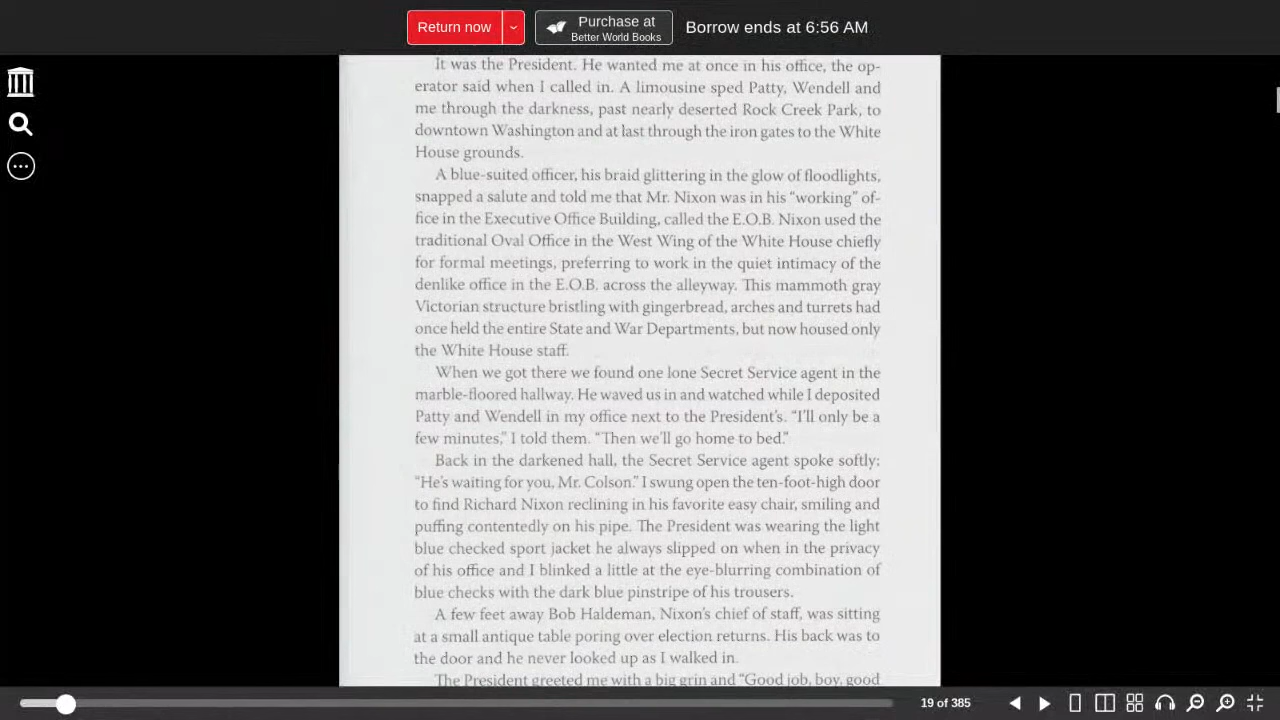 Return now
Purchase at
Better World Books
Borrow ends at 6:56 AM
It was the President. He wanted me at once in his office, the op-
erator said when I called in. A limousine sped Patty, Wendell and
me through the darkness, past nearly deserted Rock Creek Park, to
downtown Washington and at last through the iron gates to the White
House grounds.
A blue-suited officer, his braid glittering in the glow of floodlights,
snapped a salute and told me that Mr. Nixon was in his “working” of-
fice in the Executive Office Building, called the E.O.B. Nixon used the
traditional Oval Office in the West Wing of the White House chiefly
for formal meetings, preferring to work in the quiet intimacy of the
denlike office in the E.O.B. across the alleyway. This mammoth gray
Victorian structure bristling with gingerbread, arches and turrets had
once held the entire State and War Departments, but now housed only
the White House staff.
When we got there we found one lone Secret Service agent in the
marble-floored hallway. He waved us in and watched while I deposited
Patty and Wendell in my office next to the President’s. “I’ll only be a
few minutes,” I told them. “Then we’ll go home to bed.”
Back in the darkened hall, the Secret Service agent spoke softly:
“He’s waiting for you, Mr. Colson.” I swung open the ten-foot-high door
to find Richard Nixon reclining in his favorite easy chair, smiling and
puffing contentedly on his pipe. The President was wearing the light
blue checked sport jacket he always slipped on when in the privacy
of his office and I blinked a little at the eye-blurring combination of
blue checks with the dark blue pinstripe of his trousers.
A few feet away Bob Haldeman, Nixon’s chief of staff, was sitting
at a small antique table poring over election returns. His back was to
the door and he never looked up as I walked in.
The President greeted me with a big grin and “Good job, boy, good
19 of 385